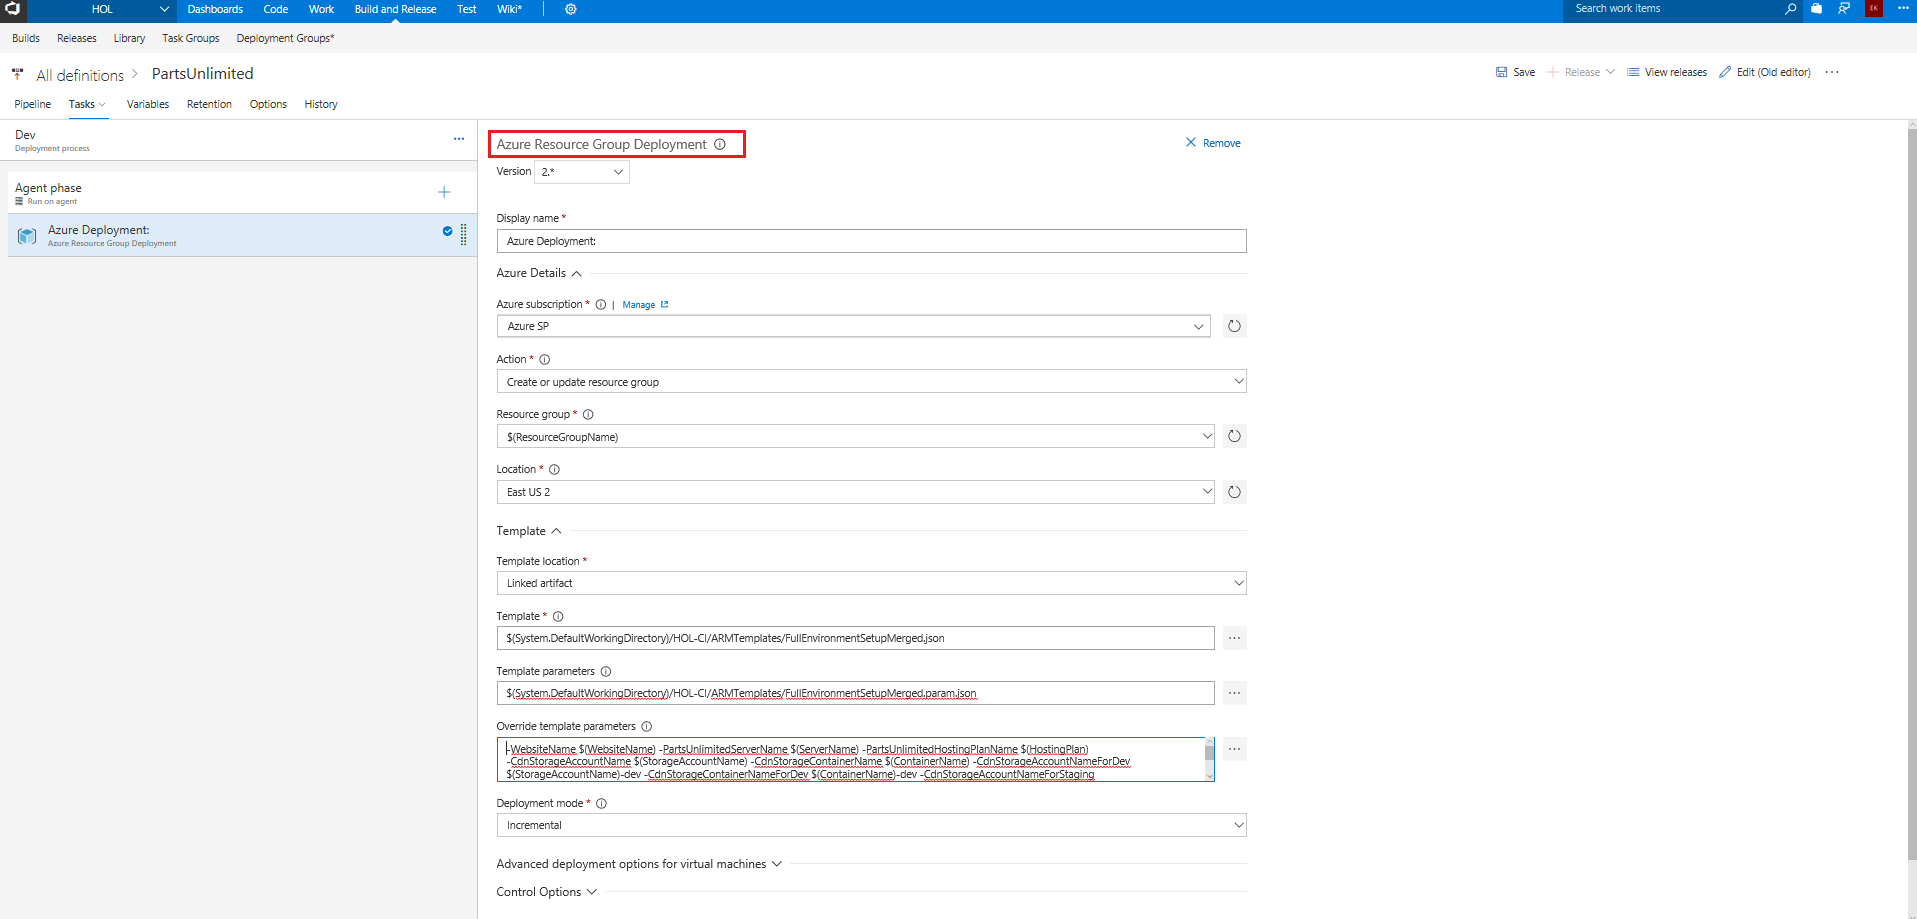 HOL
Dashboards Code Work Build and Release Test Wiki*
Search work items
EK
Builds Releases Library Task Groups Deployment Groups*
All definitions > PartsUnlimited
Save Release View releases Edit (Old editor) ...
Pipeline Tasks Variables Retention Options History
Dev
Deployment process
Agent phase
Run on agent
Azure Deployment:
Azure Resource Group Deployment
Azure Resource Group Deployment
Remove
Version 2.*
Display name *
Azure Deployment:
Azure Details
Azure subscription * | Manage
Azure SP
Action *
Create or update resource group
Resource group *
$(ResourceGroupName)
Location *
East US 2
Template
Template location *
Linked artifact
Template *
$(System.DefaultWorkingDirectory)/HOL-CI/ARMTemplates/FullEnvironmentSetupMerged.json
Template parameters
$(System.DefaultWorkingDirectory)/HOL-CI/ARMTemplates/FullEnvironmentSetupMerged.param.json
Override template parameters
-WebsiteName $(WebsiteName) -PartsUnlimitedServerName $(ServerName) -PartsUnlimitedHostingPlanName $(HostingPlan)
-CdnStorageAccountName $(StorageAccountName) -CdnStorageContainerName $(ContainerName) -CdnStorageAccountNameForDev
$(StorageAccountName)-dev -CdnStorageContainerNameForDev $(ContainerName)-dev -CdnStorageAccountNameForStaging
Deployment mode *
Incremental
Advanced deployment options for virtual machines
Control Options